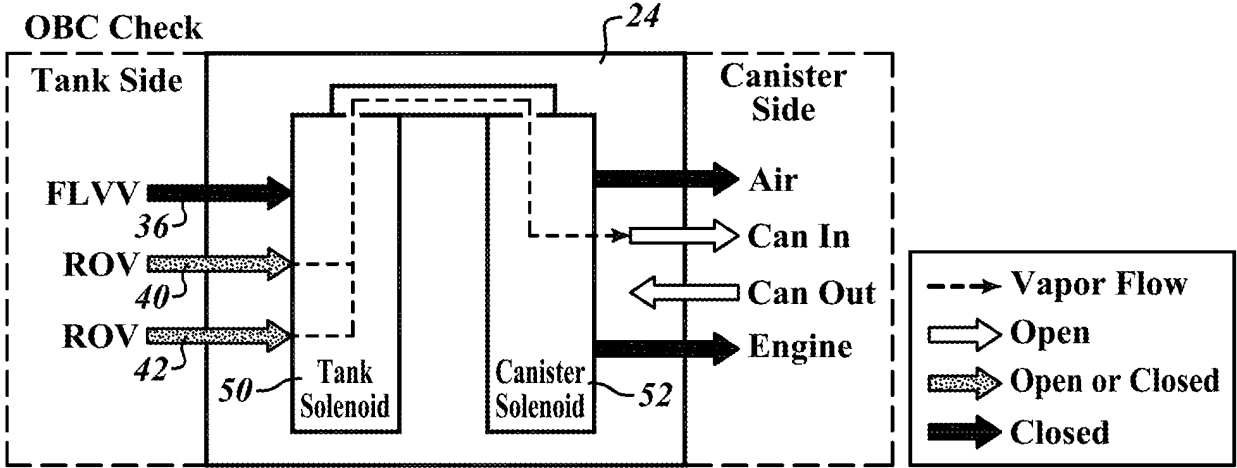 OBC Check
24
Tank Side
Canister
Side
FLVV
36
ROV
40
ROV
42
Air
Can In
Can Out
Engine
50
Tank
Solenoid
Canister
Solenoid
52
Vapor Flow
Open
Open or Closed
Closed